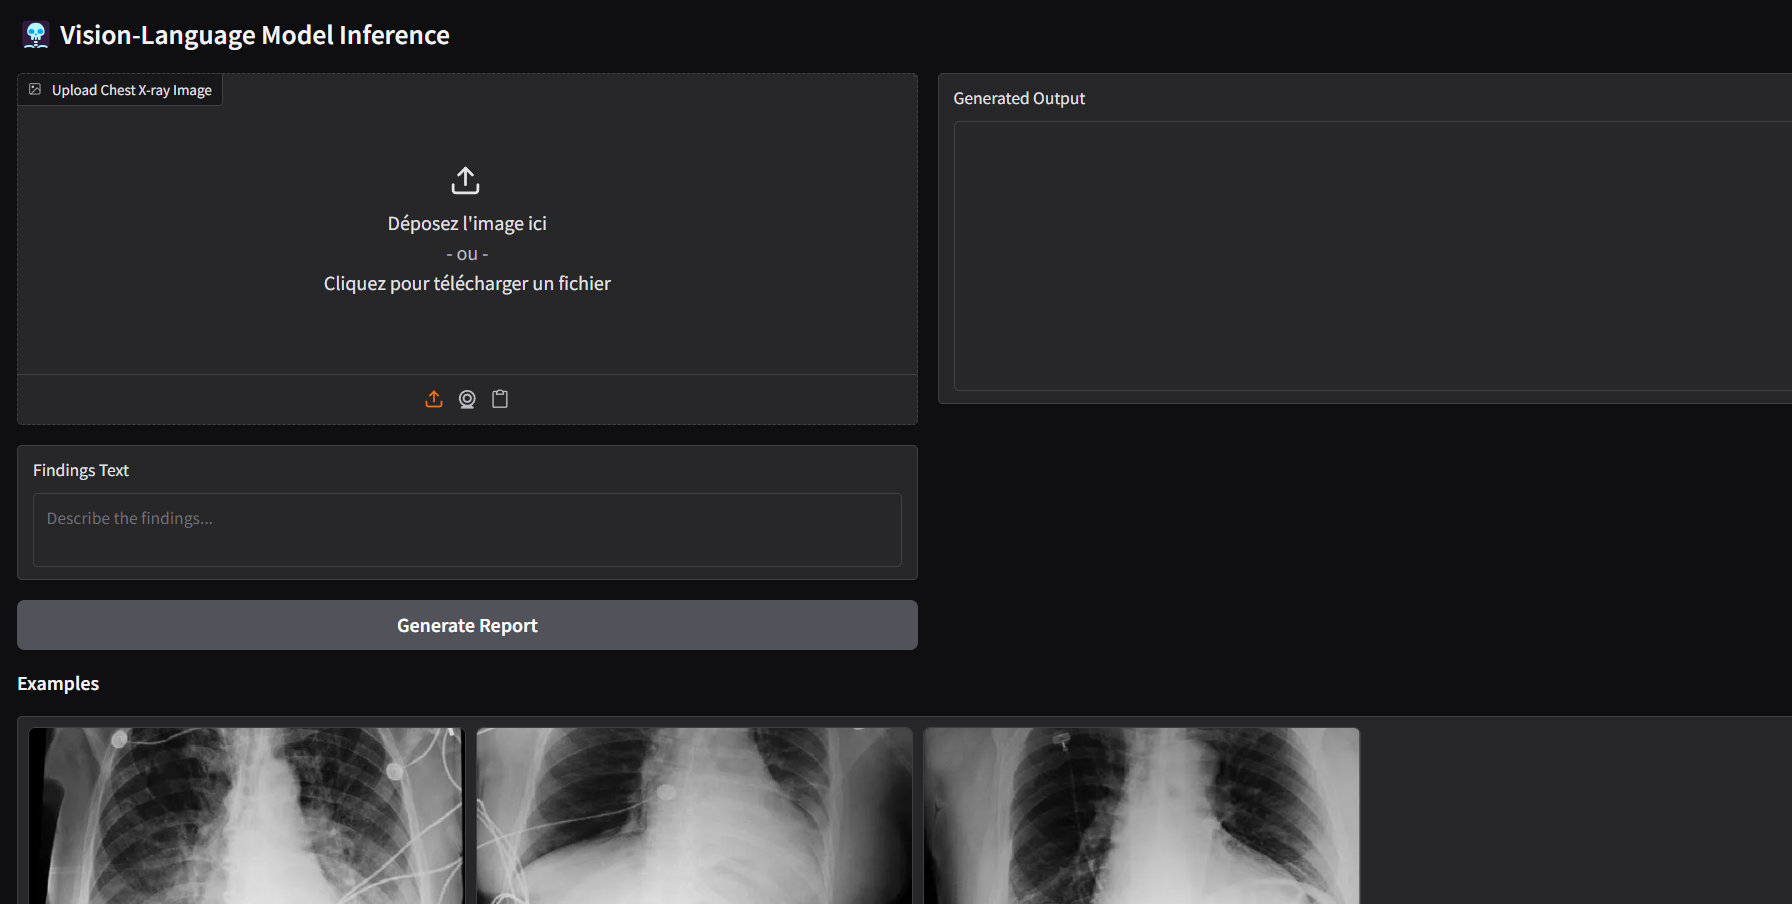 Vision-Language Model Inference
Upload Chest X-ray Image
Déposez l'image ici
- ou -
Cliquez pour télécharger un fichier
Findings Text
Describe the findings...
Generate Report
Examples
Generated Output